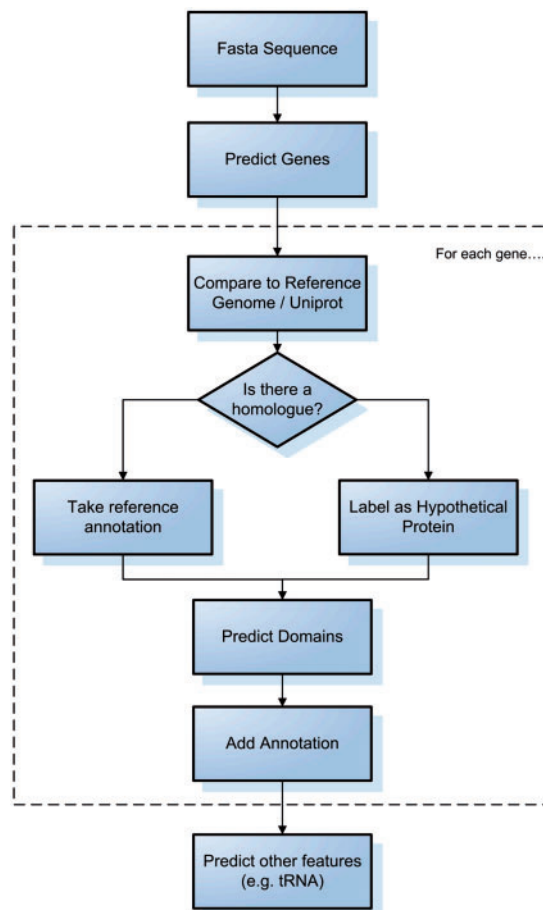 Fasta Sequence
Predict Genes
For each gene....
Compare to Reference
Genome / Uniprot
Is there a
homologue?
Take reference
annotation
Label as Hypothetical
Protein
Predict Domains
Add Annotation
Predict other features
(e.g. tRNA)